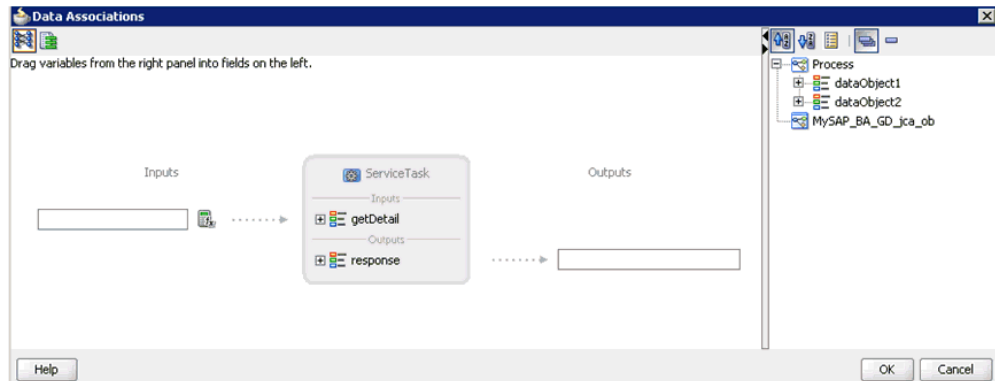 Data Associations
Drag variables from the right panel into fields on the left.
Process
dataObject1
dataObject2
MySAP_BA_GD_jca_ob
Inputs
ServiceTask
Outputs
Inputs
getDetail
Outputs
response
Help
OK
Cancel